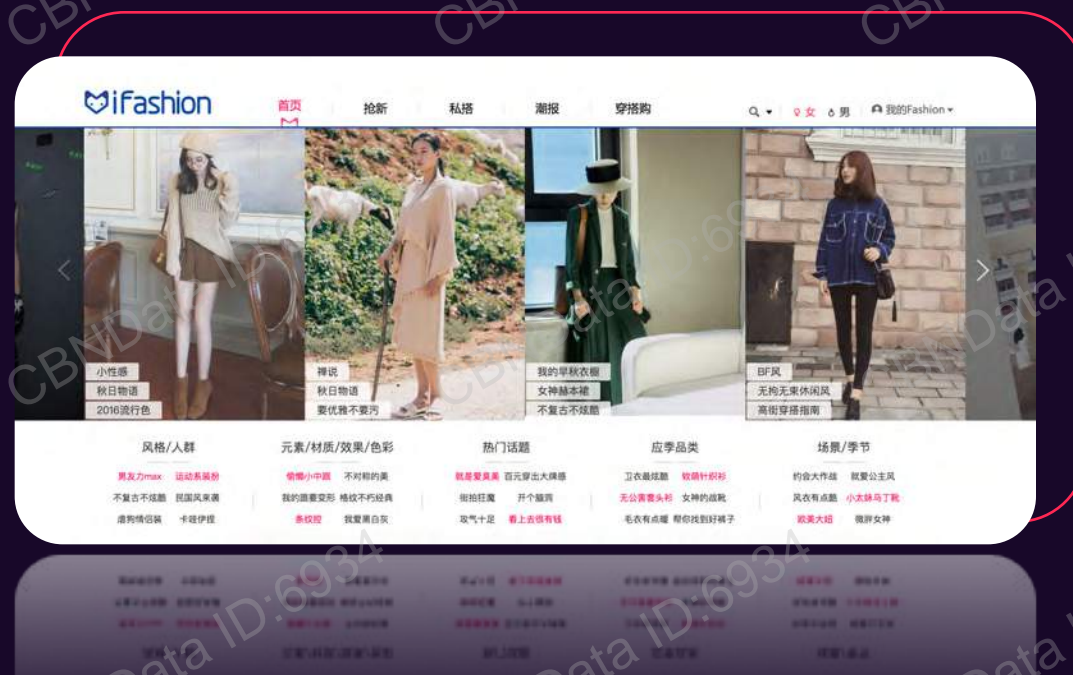 iFashion
首页 抢新 私搭 潮报 穿搭购 女 男 我的Fashion
小性感
秋日物语
2016流行色
禅说
秋日物语
要优雅不要污
我的早秋衣橱
女神赫本裙
不复古不炫酷
BF风
无拘无束休闲风
高街穿搭指南
风格/人群 元素/材质/效果/色彩 热门话题 应季品类 场景/季节
男友力max 运动系装扮 偷懒小中跟 不对称的美 就是爱臭美 百元穿出大牌感 卫衣最炫酷 软萌针织衫 约会大作战 就爱公主风
不复古不炫酷 民国风来袭 我的面要变形 格纹不朽经典 街拍狂魔 开个脑洞 无公害套头衫 女神的战靴 风衣有点酷 小太妹马丁靴
虐狗情侣装 卡哇伊捏 条纹控 我爱黑白灰 攻气十足 看上去很有钱 毛衣有点暖 帮你找到好裤子 欧美大妞 微胖女神
CBNData ID:6934